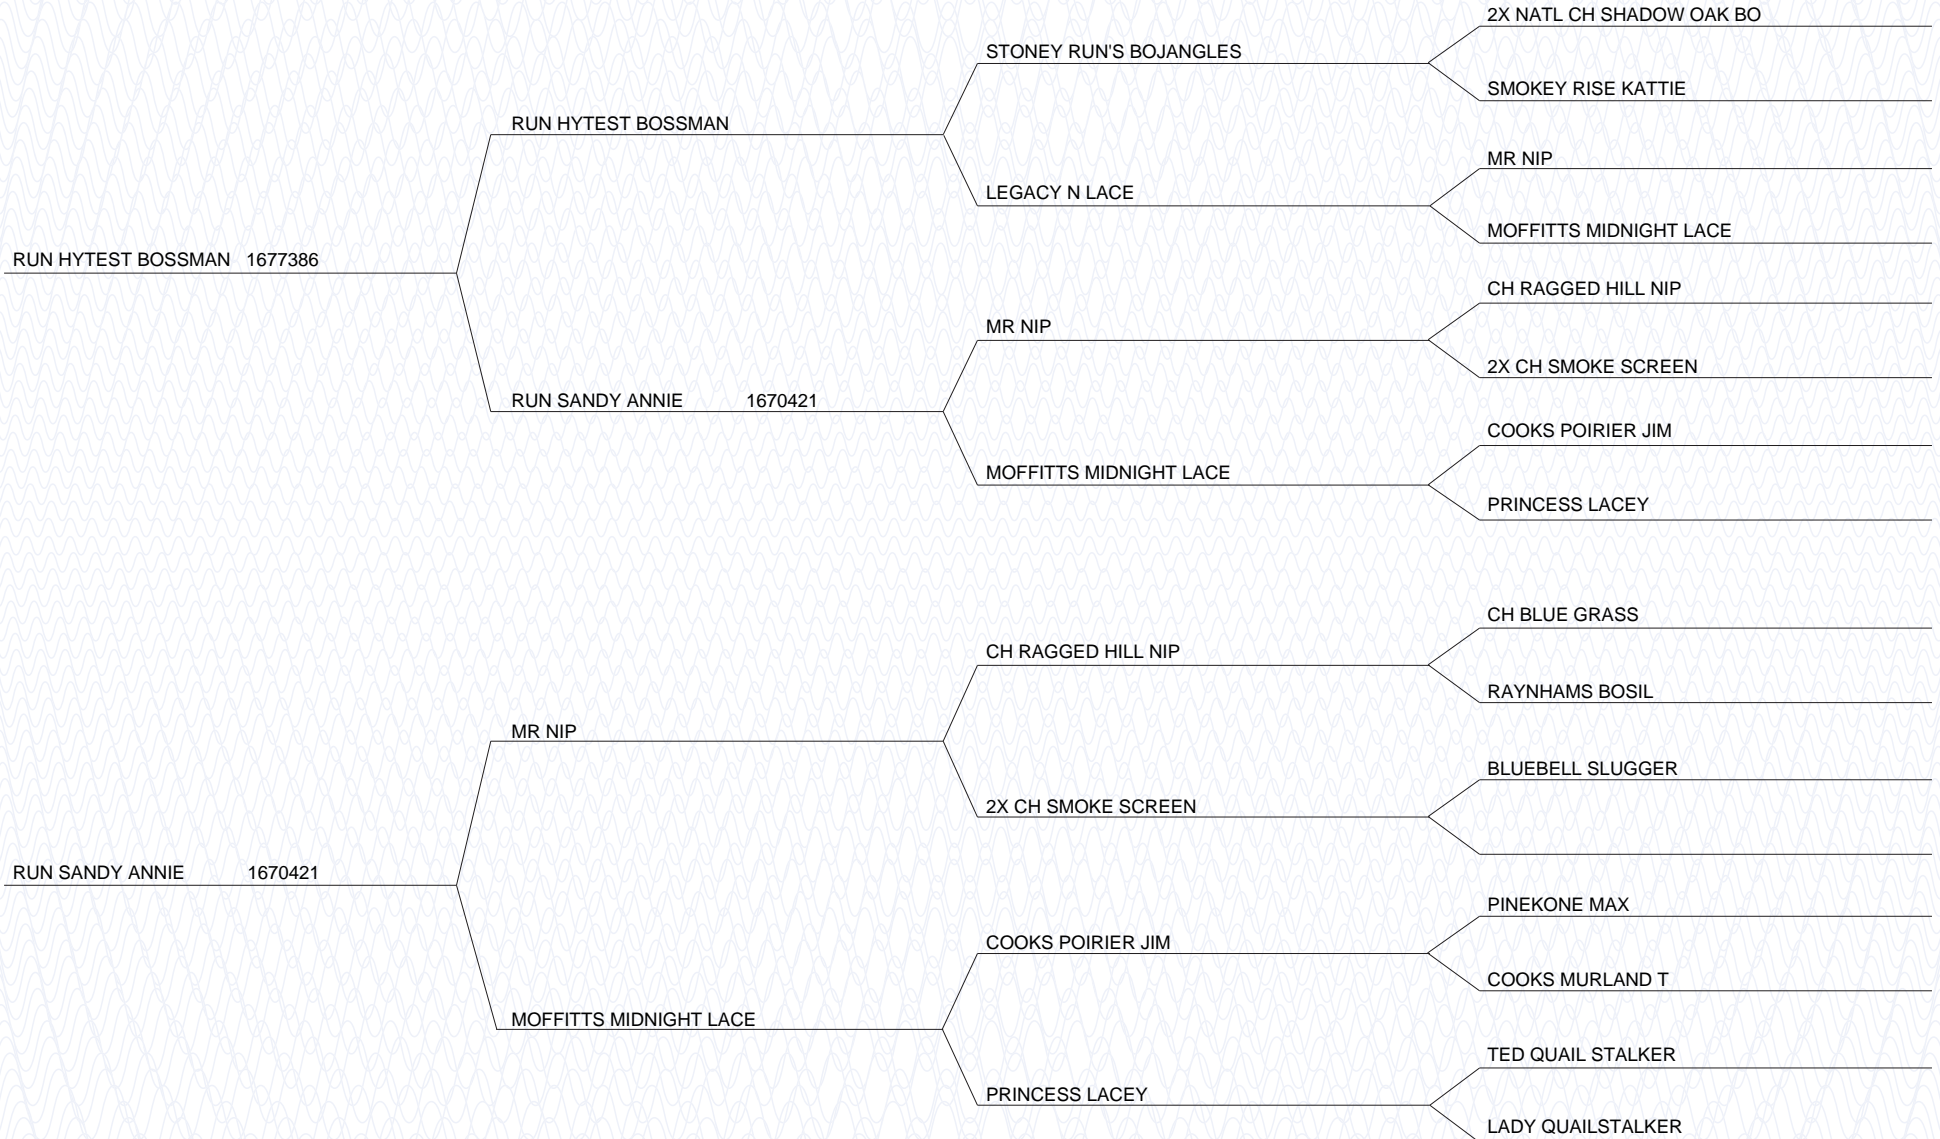 2X NATL CH SHADOW OAK BO
STONEY RUN'S BOJANGLES
SMOKEY RISE KATTIE
RUN HYTEST BOSSMAN
MR NIP
LEGACY N LACE
MOFFITTS MIDNIGHT LACE
RUN HYTEST BOSSMAN 1677386
CH RAGGED HILL NIP
MR NIP
2X CH SMOKE SCREEN
RUN SANDY ANNIE 1670421
COOKS POIRIER JIM
MOFFITTS MIDNIGHT LACE
PRINCESS LACEY
CH BLUE GRASS
CH RAGGED HILL NIP
RAYNHAMS BOSIL
MR NIP
BLUEBELL SLUGGER
2X CH SMOKE SCREEN
RUN SANDY ANNIE 1670421
PINEKONE MAX
COOKS POIRIER JIM
COOKS MURLAND T
MOFFITTS MIDNIGHT LACE
TED QUAIL STALKER
PRINCESS LACEY
LADY QUAILSTALKER